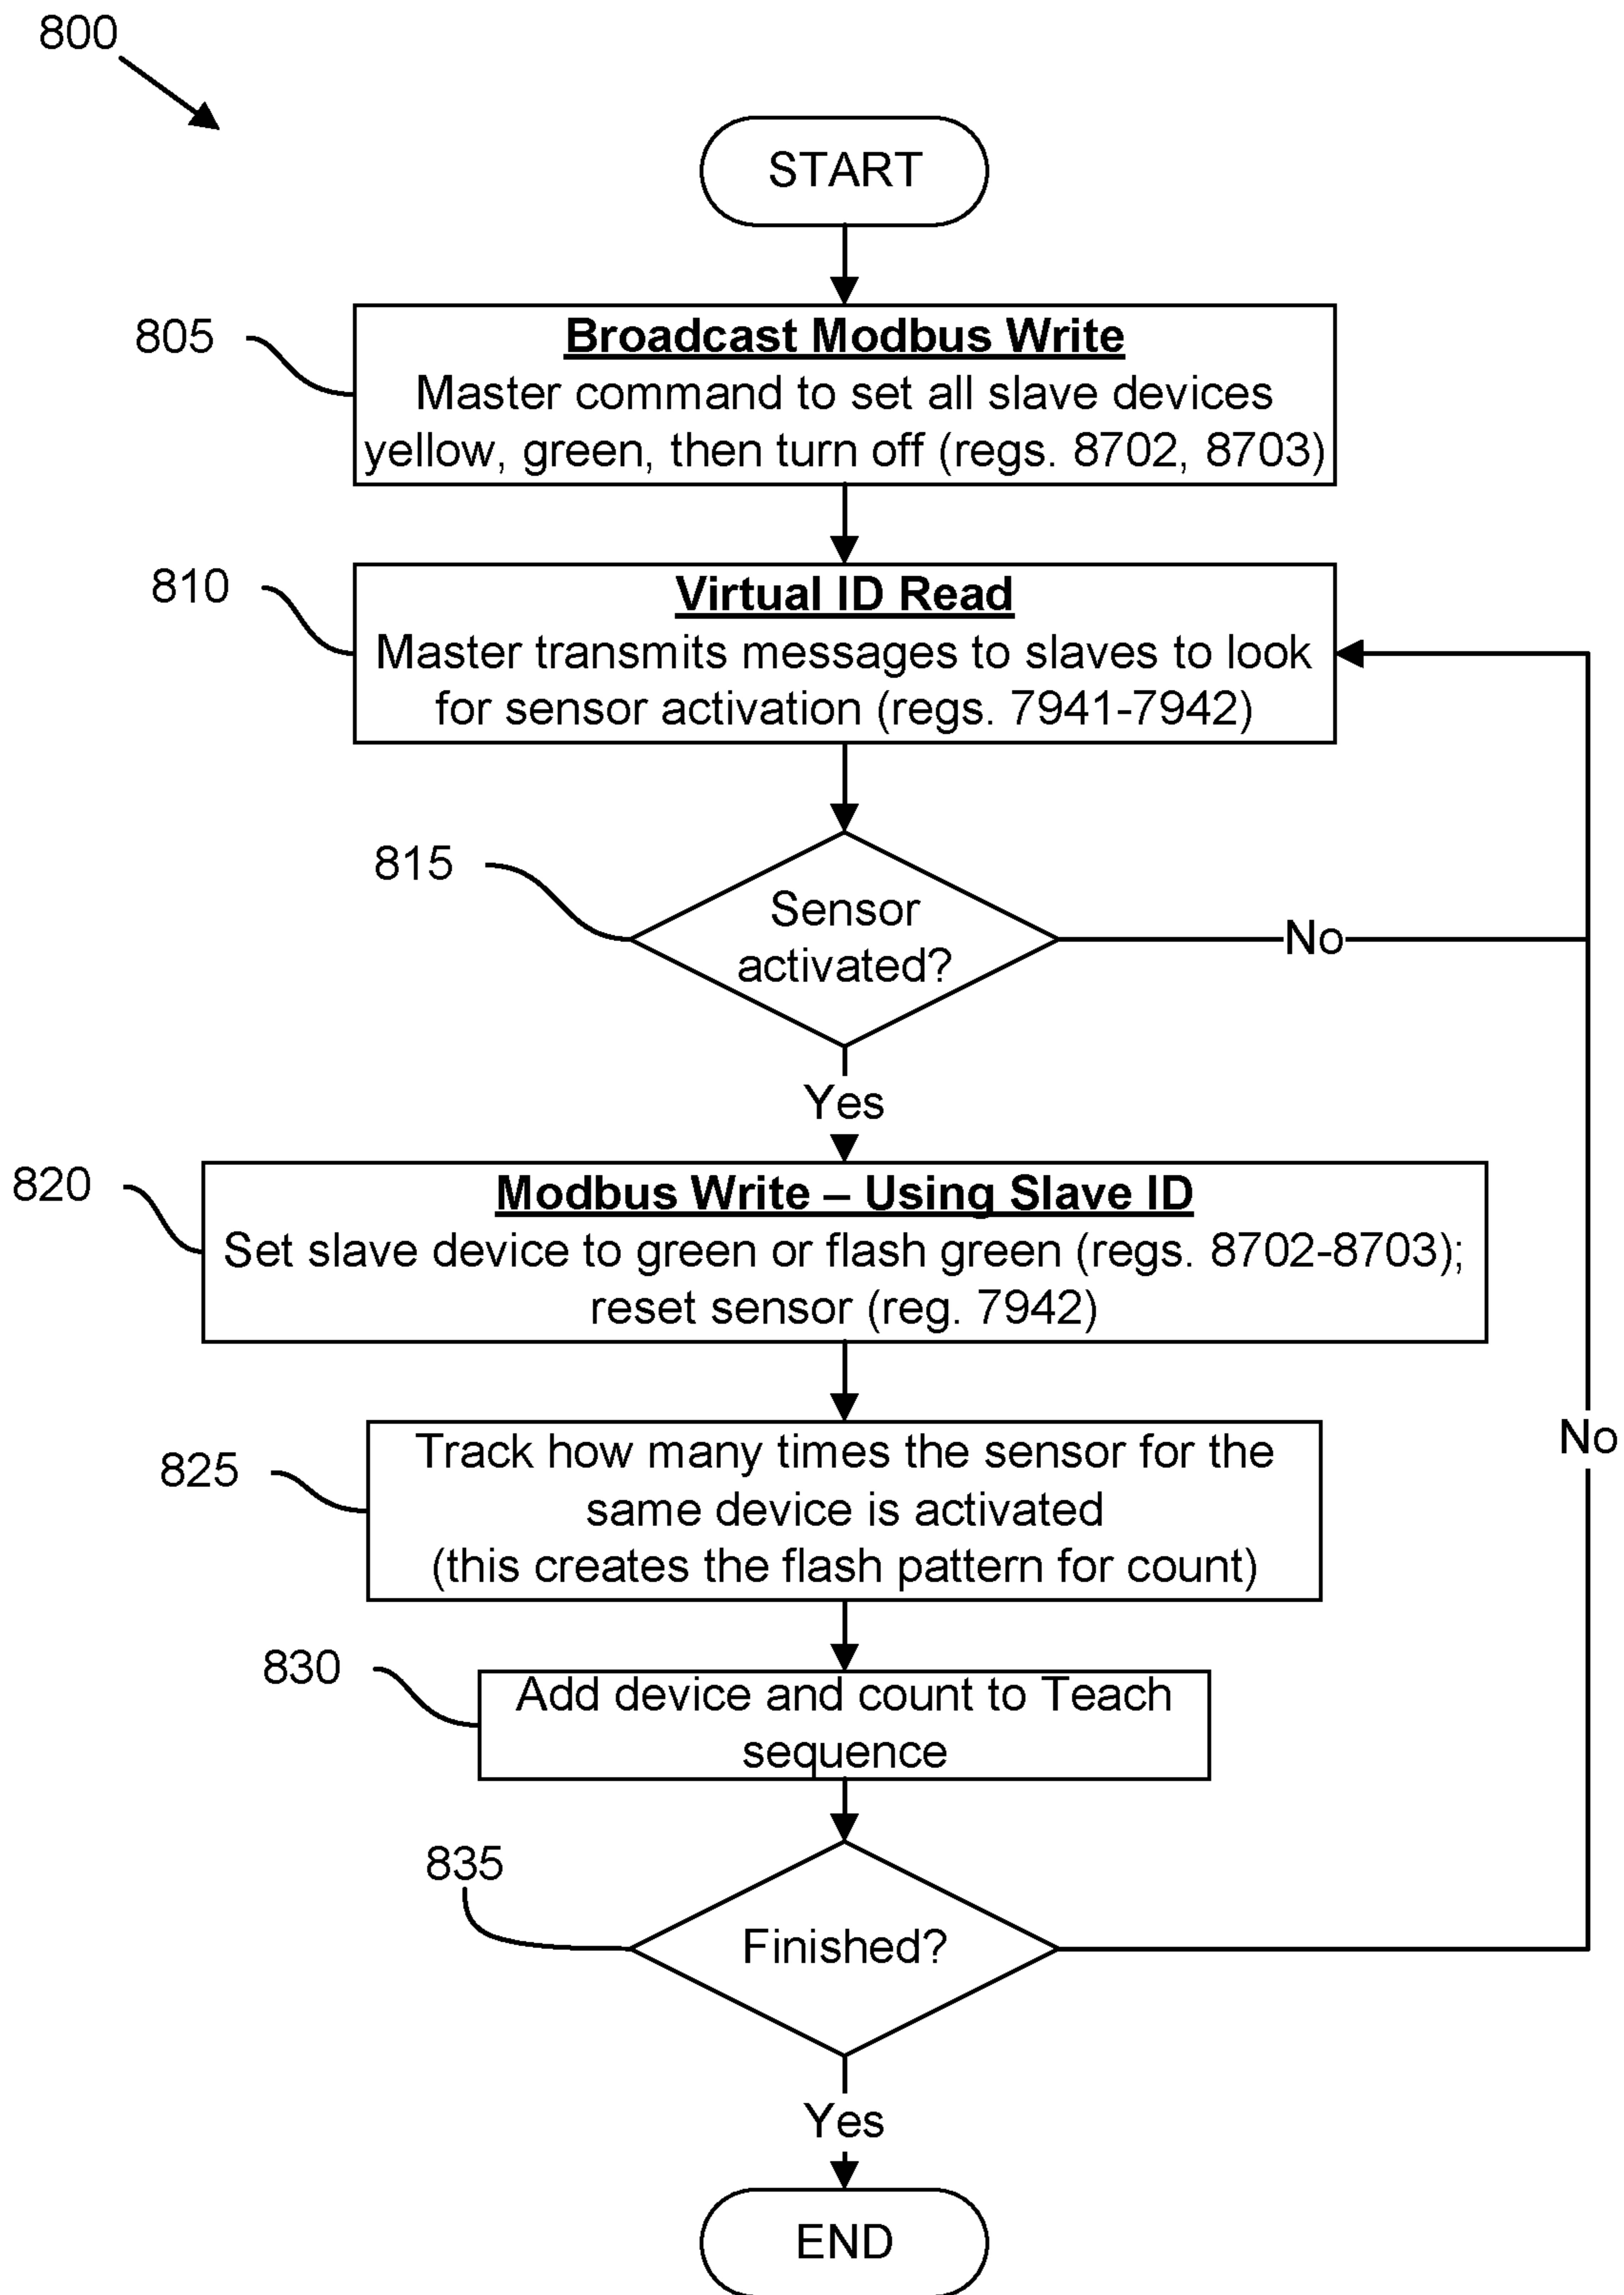 800
START
805
Broadcast Modbus Write
Master command to set all slave devices
yellow, green, then turn off (regs. 8702, 8703)
810
Virtual ID Read
Master transmits messages to slaves to look
for sensor activation (regs. 7941-7942)
815
Sensor
activated?
No
Yes
820
Modbus Write – Using Slave ID
Set slave device to green or flash green (regs. 8702-8703);
reset sensor (reg. 7942)
825
Track how many times the sensor for the
same device is activated
(this creates the flash pattern for count)
No
830
Add device and count to Teach
sequence
835
Finished?
Yes
END